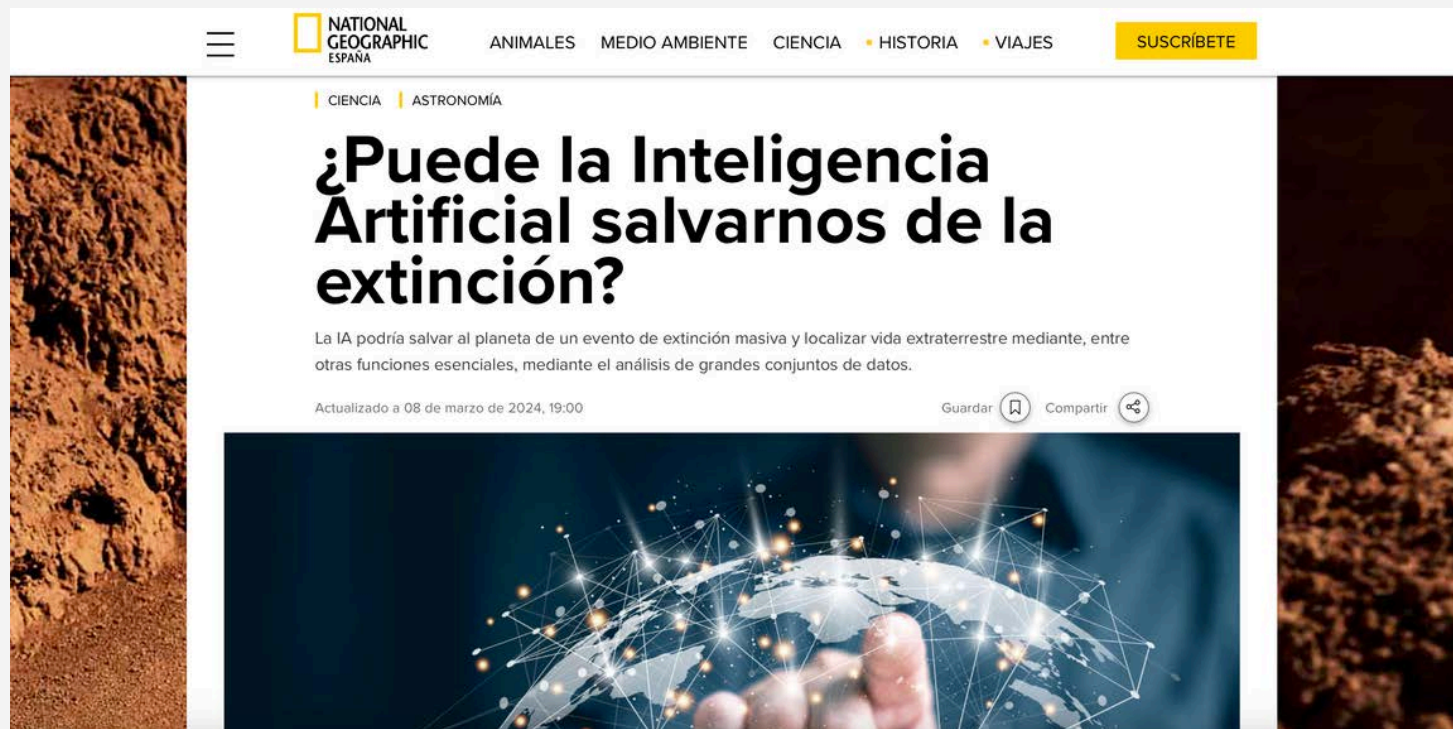 NATIONAL
GEOGRAPHIC
ESPAÑA
ANIMALES MEDIO AMBIENTE CIENCIA HISTORIA VIAJES
SUSCRÍBETE
CIENCIA ASTRONOMÍA
¿Puede la Inteligencia
Artificial salvarnos de la
extinción?
La IA podría salvar al planeta de un evento de extinción masiva y localizar vida extraterrestre mediante, entre
otras funciones esenciales, mediante el análisis de grandes conjuntos de datos.
Actualizado a 08 de marzo de 2024, 19:00
Guardar Compartir